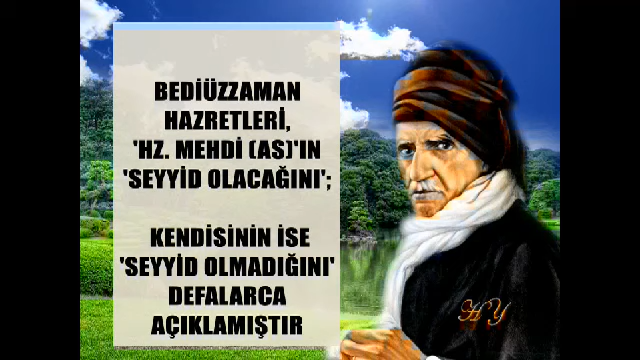 BEDİÜZZAMAN
HAZRETLERİ,
'HZ. MEHDİ (AS)'IN
'SEYYİD OLACAĞINI';
KENDİSİNİN İSE
'SEYYİD OLMADIĞINI'
DEFALARCA
AÇIKLAMIŞTIR
HY